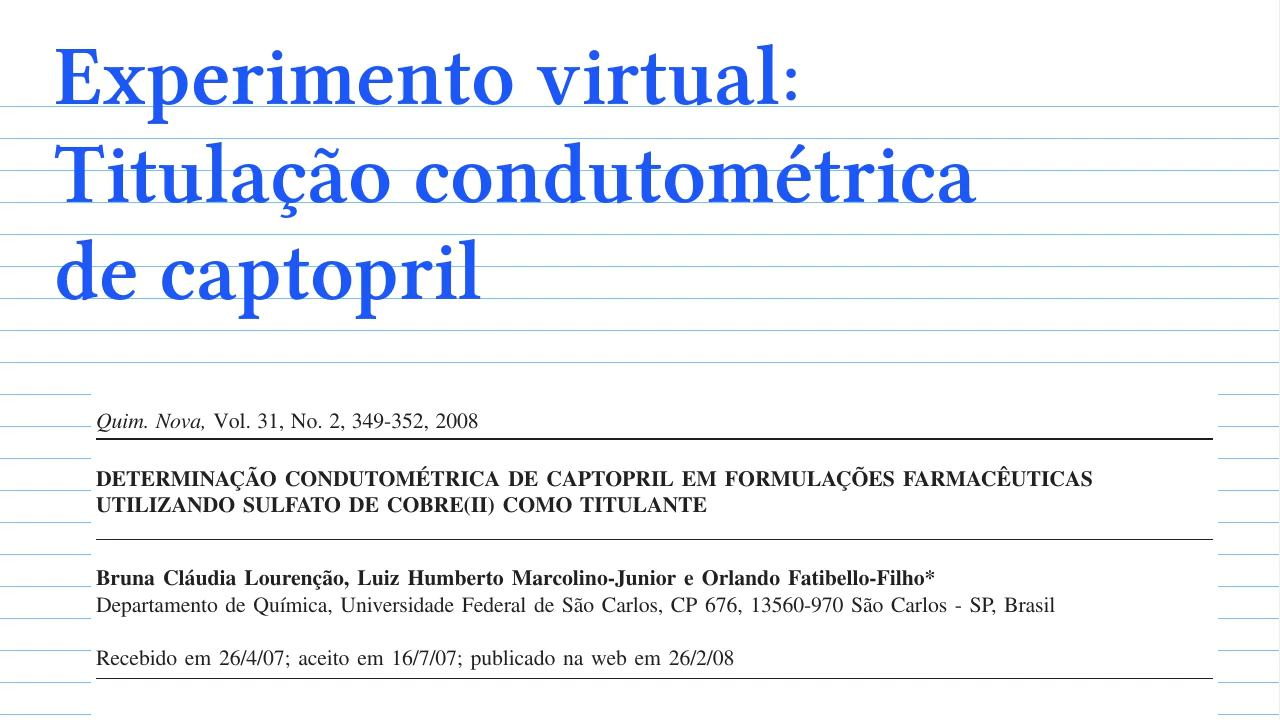 Experimento virtual:
Titulação condutométrica
de captopril
Quim. Nova, Vol. 31, No. 2, 349-352, 2008
DETERMINAÇÃO CONDUTOMÉTRICA DE CAPTOPRIL EM FORMULAÇÕES FARMACÊUTICAS
UTILIZANDO SULFATO DE COBRE(II) COMO TITULANTE
Bruna Cláudia Lourenção, Luiz Humberto Marcolino-Junior e Orlando Fatibello-Filho*
Departamento de Química, Universidade Federal de São Carlos, CP 676, 13560-970 São Carlos - SP, Brasil
Recebido em 26/4/07; aceito em 16/7/07; publicado na web em 26/2/08